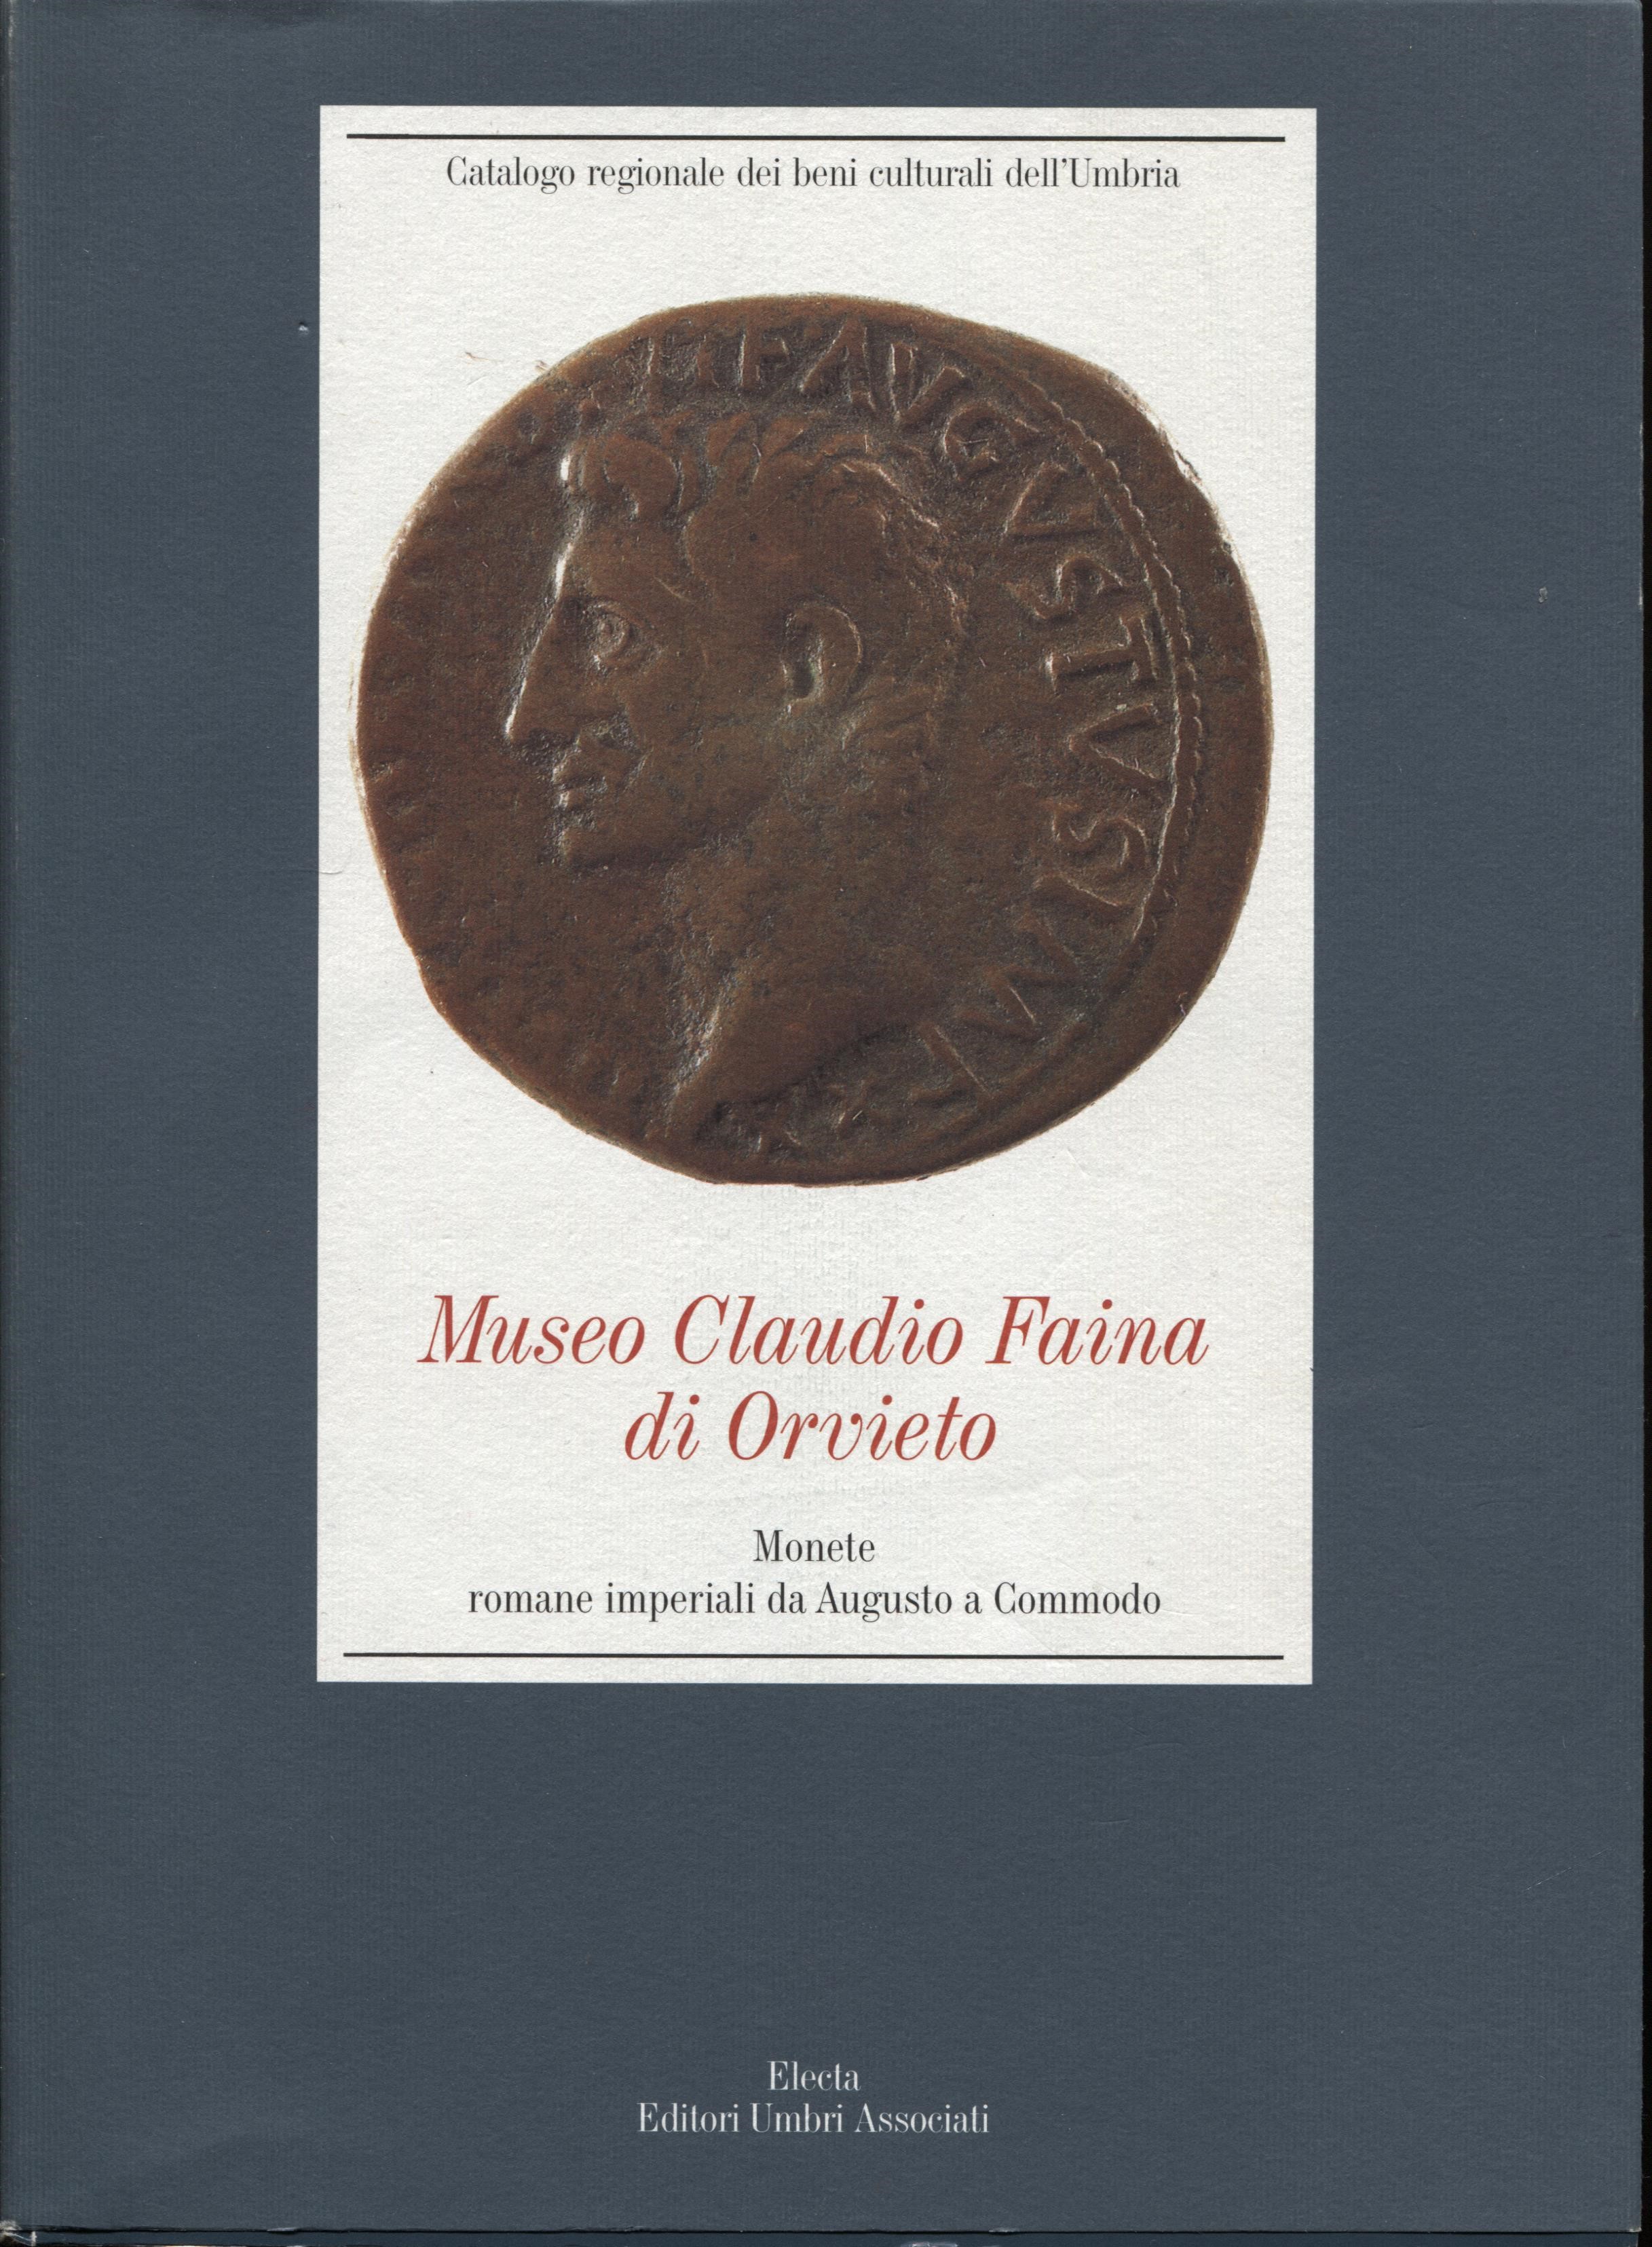 Catalogo regionale dei beni culturali dell'Umbria
AVGVSTVS IMP
Museo Claudio Faina
di Orvieto
Monete
romane imperiali da Augusto a Commodo
Electa
Editori Umbri Associati